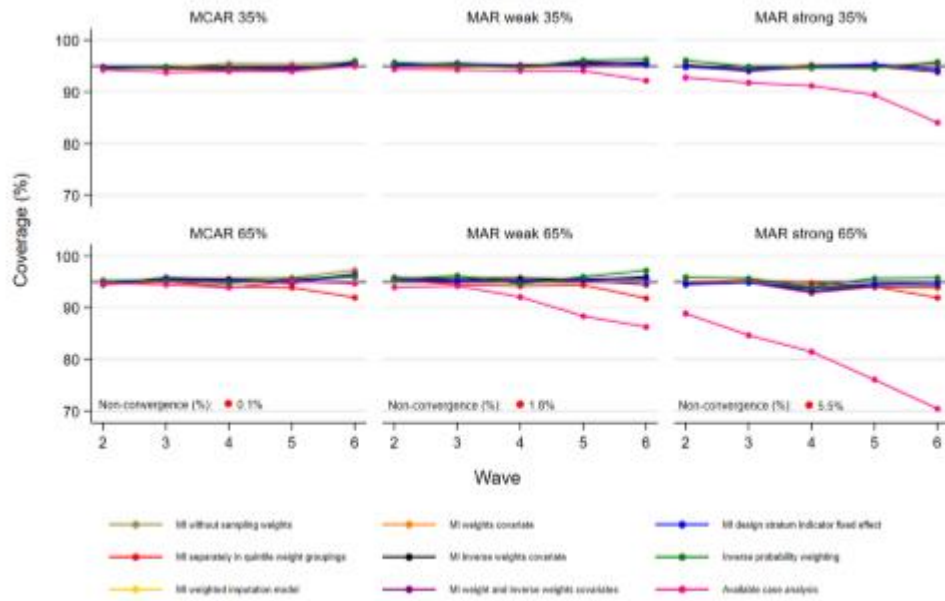 MCAR 35%
MAR weak 35%
MAR strong 35%
100
90
80
70
Coverage (%)
MCAR 65%
MAR weak 65%
MAR strong 65%
100
90
80
70
Non-convergence (%): 0.1%
Non-convergence (%): 1.8%
Non-convergence (%): 5.5%
2 3 4 5 6
2 3 4 5 6
2 3 4 5 6
Wave
MI without sampling weights
MI weights covariate
MI design stratum indicator fixed effect
MI separately in quintile weight groupings
MI inverse weights covariate
Inverse probability weighting
MI weighted imputation model
MI weight and inverse weights covariates
Available case analysis